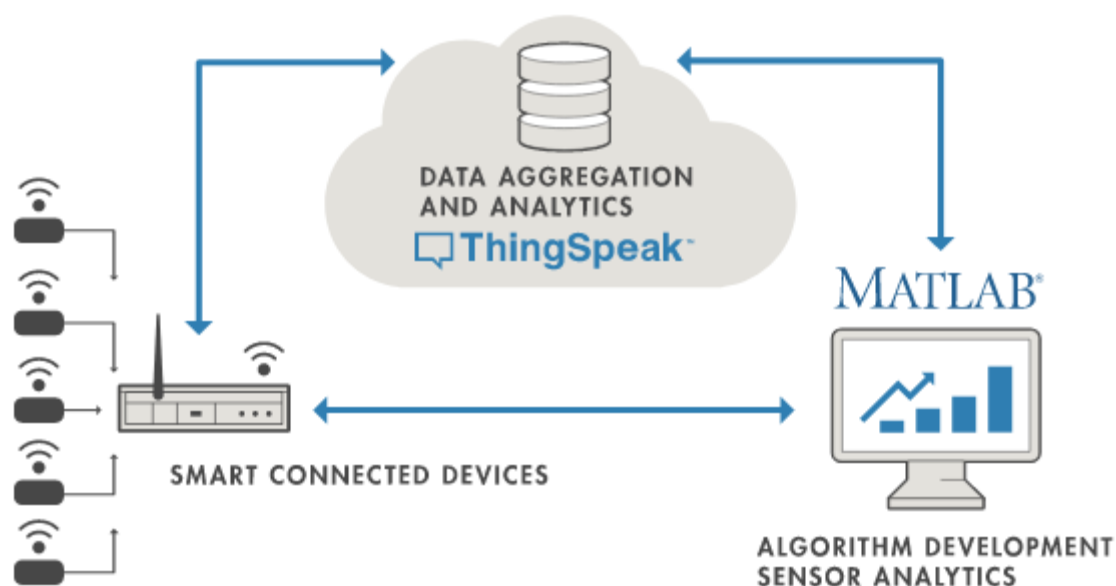 DATA AGGREGATION
AND ANALYTICS
ThingSpeak™
MATLAB®
SMART CONNECTED DEVICES
ALGORITHM DEVELOPMENT
SENSOR ANALYTICS